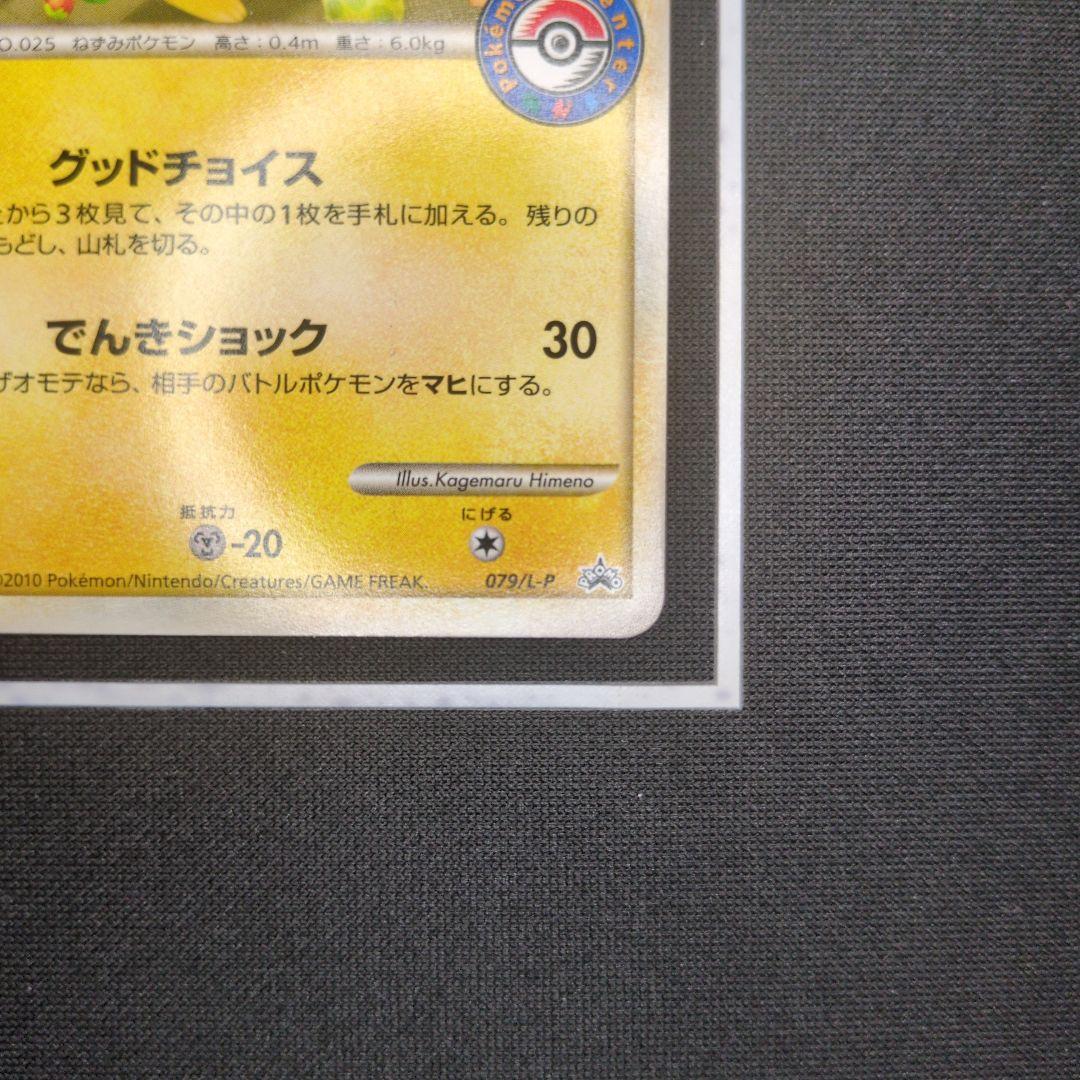 O.025 ねずみポケモン 高さ:0.4m 重さ:6.0kg
Pokémon Center
グッドチョイス
から3枚見て、その中の1枚を手札に加える。残りの
もどし、山札を切る。
でんきショック 30
オモテなら、相手のバトルポケモンをマヒにする。
Illus.Kagemaru Himeno
抵抗力 にげる
-20
©2010 Pokémon/Nintendo/Creatures/GAME FREAK. 079/L-P